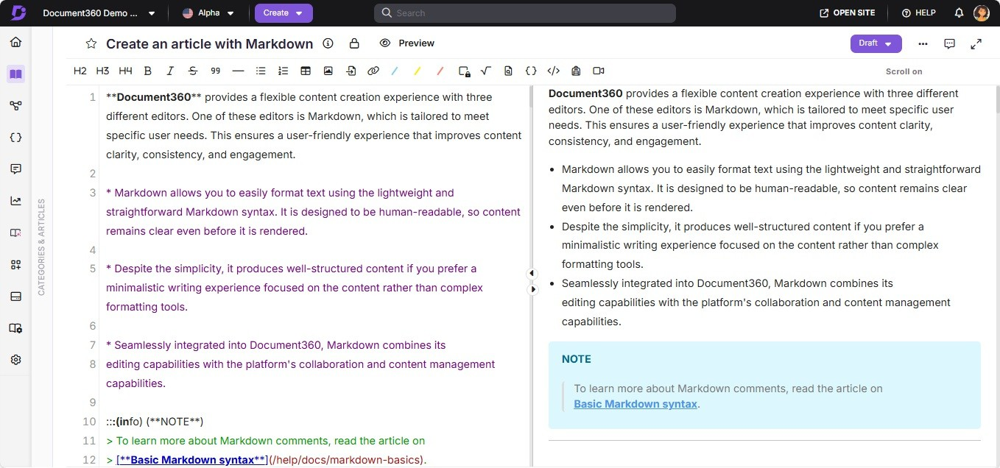 Document360 Demo ... Alpha Create Search OPEN SITE HELP
Create an article with Markdown Preview Draft
H2 H3 H4 B I S 99 Scroll on
CATEGORIES & ARTICLES
1 **Document360** provides a flexible content creation experience with three
different editors. One of these editors is Markdown, which is tailored to meet
specific user needs. This ensures a user-friendly experience that improves content
clarity, consistency, and engagement.
2
3 * Markdown allows you to easily format text using the lightweight and
straightforward Markdown syntax. It is designed to be human-readable, so content
remains clear even before it is rendered.
4
5 * Despite the simplicity, it produces well-structured content if you prefer a
minimalistic writing experience focused on the content rather than complex
formatting tools.
6
7 * Seamlessly integrated into Document360, Markdown combines its
8 editing capabilities with the platform's collaboration and content management
capabilities.
9
10 :::(info) (**NOTE**)
11 > To learn more about Markdown comments, read the article on
12 > [**Basic Markdown syntax**](/help/docs/markdown-basics).
Document360 provides a flexible content creation experience with three different
editors. One of these editors is Markdown, which is tailored to meet specific user
needs. This ensures a user-friendly experience that improves content clarity,
consistency, and engagement.
• Markdown allows you to easily format text using the lightweight and straightforward
Markdown syntax. It is designed to be human-readable, so content remains clear
even before it is rendered.
• Despite the simplicity, it produces well-structured content if you prefer a
minimalistic writing experience focused on the content rather than complex
formatting tools.
• Seamlessly integrated into Document360, Markdown combines its
editing capabilities with the platform's collaboration and content management
capabilities.
NOTE
To learn more about Markdown comments, read the article on
Basic Markdown syntax.